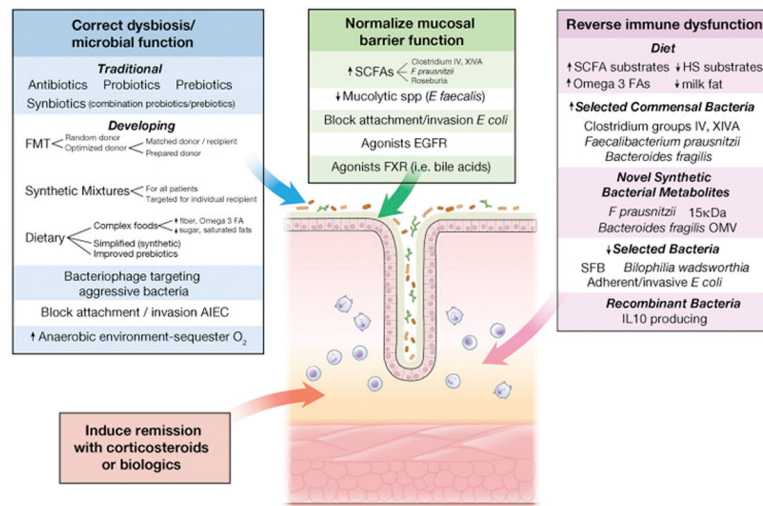 Correct dysbiosis/
microbial function
Traditional
Antibiotics Probiotics Prebiotics
Synbiotics (combination probiotics/prebiotics)
Developing
FMT
Random donor
Optimized donor
Matched donor / recipient
Prepared donor
Synthetic Mixtures
For all patients
Targeted for individual recipient
Dietary
Complex foods
↑ fiber, Omega 3 FA
↓ sugar, saturated fats
Simplified (synthetic)
Improved prebiotics
Bacteriophage targeting
aggressive bacteria
Block attachment / invasion AIEC
↑ Anaerobic environment-sequester O₂
Normalize mucosal
barrier function
↑ SCFAs
Clostridium IV, XIVA
F prausnitzii
Roseburia
↓ Mucolytic spp (E faecalis)
Block attachment/invasion E coli
Agonists EGFR
Agonists FXR (i.e. bile acids)
Reverse immune dysfunction
Diet
↑ SCFA substrates ↓ HS substrates
↑ Omega 3 FAs ↓ milk fat
↑ Selected Commensal Bacteria
Clostridium groups IV, XIVA
Faecalibacterium prausnitzii
Bacteroides fragilis
Novel Synthetic
Bacterial Metabolites
F prausnitzii 15κDa
Bacteroides fragilis OMV
↓ Selected Bacteria
SFB Bilophilia wadsworthia
Adherent/invasive E coli
Recombinant Bacteria
IL10 producing
Induce remission
with corticosteroids
or biologics